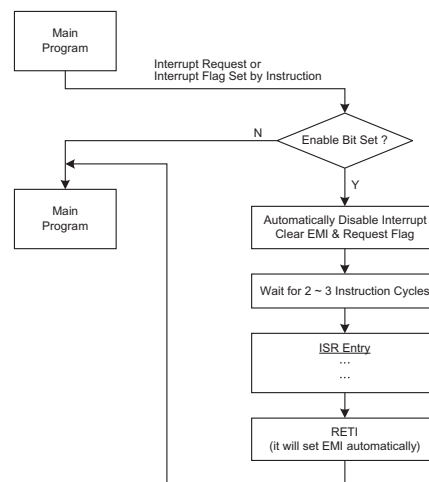 Main
Program
Interrupt Request or
Interrupt Flag Set by Instruction
Enable Bit Set ?
N
Y
Main
Program
Automatically Disable Interrupt
Clear EMI & Request Flag
Wait for 2 ~ 3 Instruction Cycles
ISR Entry
...
...
RETI
(it will set EMI automatically)